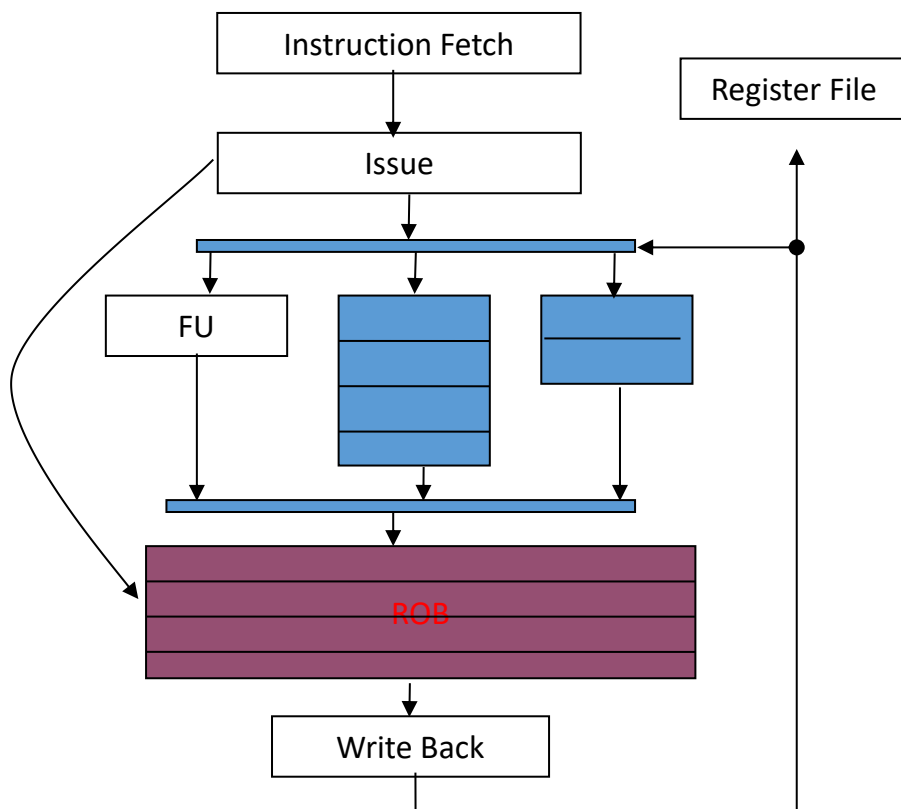 Instruction Fetch
Register File
Issue
FU
ROB
Write Back